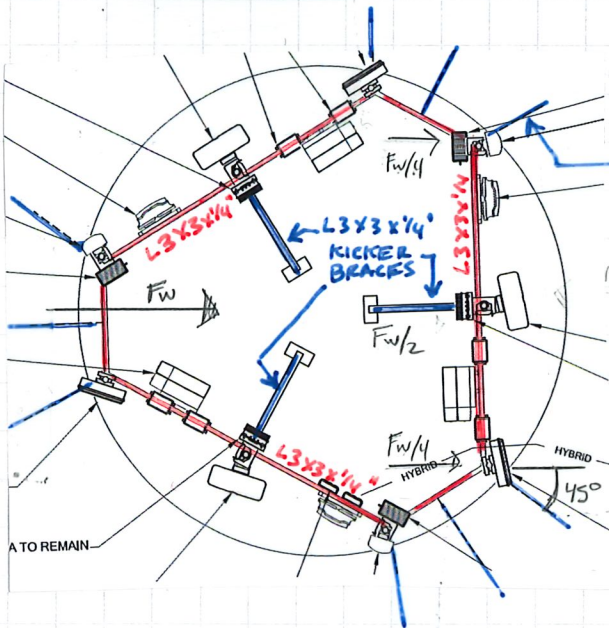 Fw/4
L3X3X1/4"
L3X3X1/4"
KICKER
BRACES
L3X3X1/4"
Fw
Fw/2
Fw/4
HYBRID
HYBRID
L3X3X1/4"
45°
A TO REMAIN